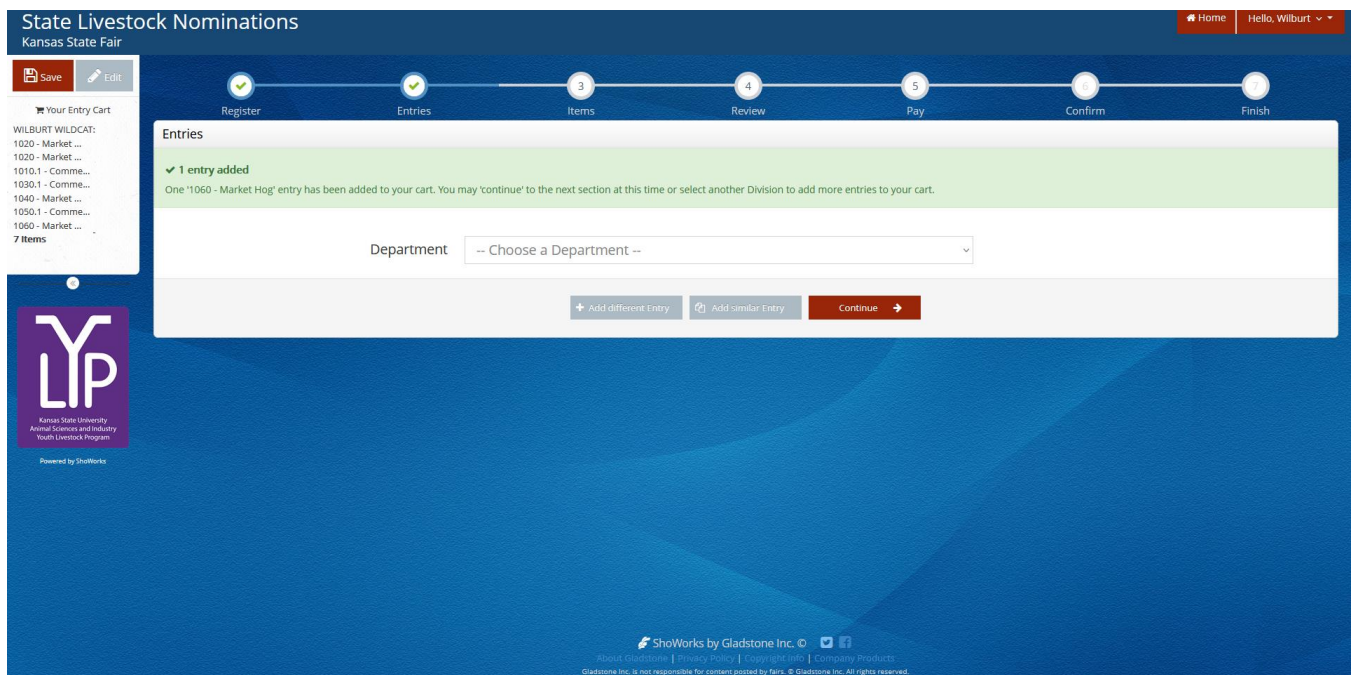 State Livestock Nominations
Kansas State Fair
Home
Hello, Wilburt
Save
Edit
Your Entry Cart
WILBURT WILDCAT:
1020 - Market ...
1020 - Market ...
1010.1 - Comme...
1030.1 - Comme...
1040 - Market ...
1050.1 - Comme...
1060 - Market ...
7 Items
Register
Entries
3
Items
4
Review
5
Pay
6
Confirm
7
Finish
Entries
1 entry added
One '1060 - Market Hog' entry has been added to your cart. You may 'continue' to the next section at this time or select another Division to add more entries to your cart.
Department
-- Choose a Department --
+ Add different Entry
Add similar Entry
Continue
YLP
Kansas State University
Animal Sciences and Industry
Youth Livestock Program
Powered by ShoWorks
ShoWorks by Gladstone Inc. ©
About Gladstone | Privacy Policy | Copyright Info | Company Products
Gladstone Inc. is not responsible for content posted by fairs. © Gladstone Inc. All rights reserved.